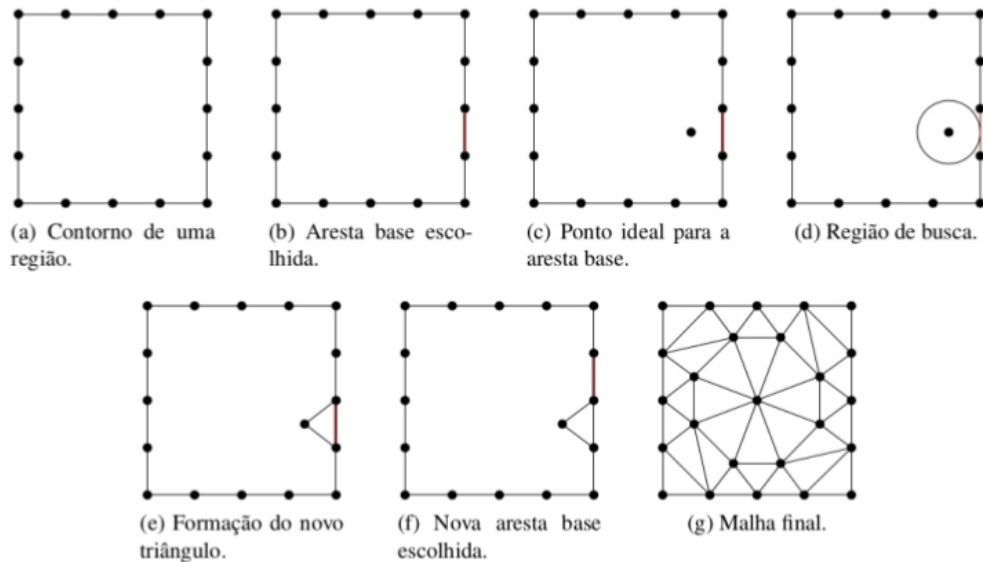 (a) Contorno de uma
região.
(b) Aresta base esco-
lhida.
(c) Ponto ideal para a
aresta base.
(d) Região de busca.
(e) Formação do novo
triângulo.
(f) Nova aresta base
escolhida.
(g) Malha final.